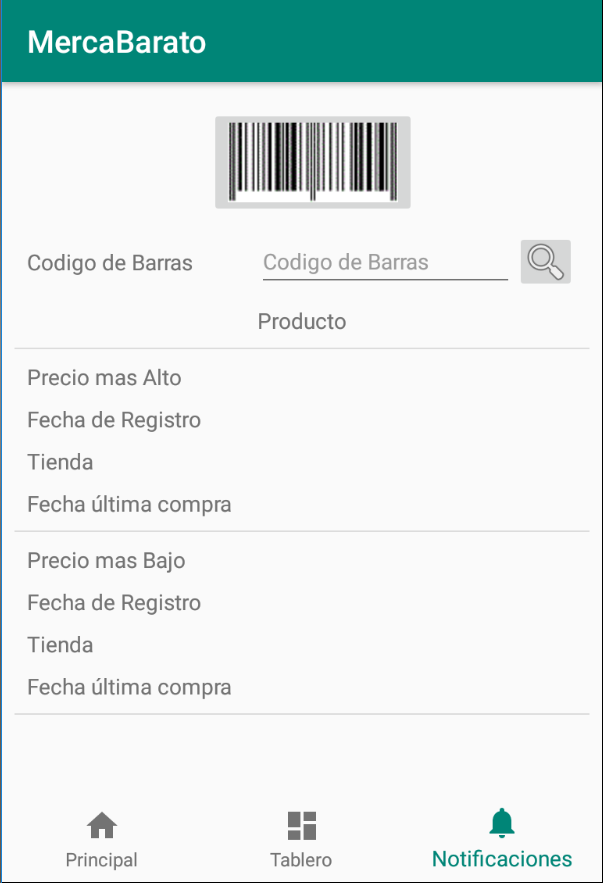 MercaBarato
Codigo de Barras Codigo de Barras
Producto
Precio mas Alto
Fecha de Registro
Tienda
Fecha última compra
Precio mas Bajo
Fecha de Registro
Tienda
Fecha última compra
Principal Tablero Notificaciones